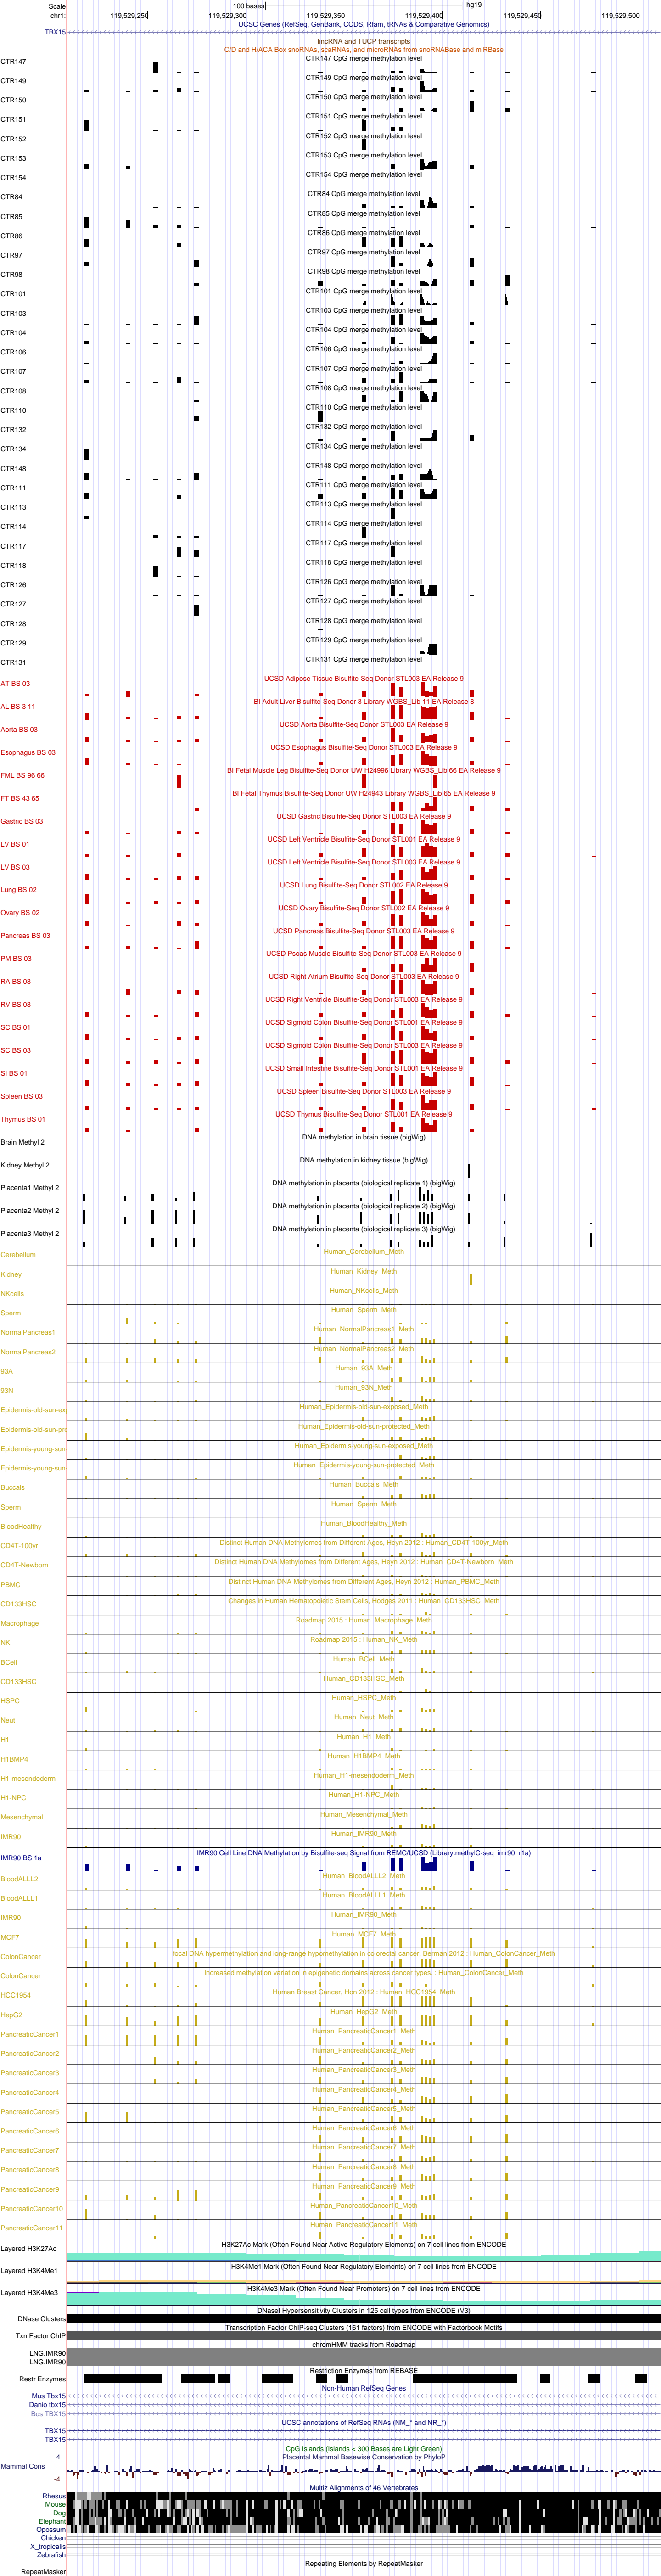 Scale 100 bases hg19
chr1: 119,529,250 119,529,300 119,529,350 119,529,400 119,529,450 119,529,500
UCSC Genes (RefSeq, GenBank, CCDS, Rfam, tRNAs & Comparative Genomics)
TBX15
lincRNA and TUCP transcripts
C/D and H/ACA Box snoRNAs, scaRNAs, and microRNAs from snoRNABase and miRBase
CTR147 CpG merge methylation level
CTR147
CTR149 CpG merge methylation level
CTR149
CTR150 CpG merge methylation level
CTR150
CTR151 CpG merge methylation level
CTR151
CTR152 CpG merge methylation level
CTR152
CTR153 CpG merge methylation level
CTR153
CTR154 CpG merge methylation level
CTR154
CTR84 CpG merge methylation level
CTR84
CTR85 CpG merge methylation level
CTR85
CTR86 CpG merge methylation level
CTR86
CTR97 CpG merge methylation level
CTR97
CTR98 CpG merge methylation level
CTR98
CTR101 CpG merge methylation level
CTR101
CTR103 CpG merge methylation level
CTR103
CTR104 CpG merge methylation level
CTR104
CTR106 CpG merge methylation level
CTR106
CTR107 CpG merge methylation level
CTR107
CTR108 CpG merge methylation level
CTR108
CTR110 CpG merge methylation level
CTR110
CTR132 CpG merge methylation level
CTR132
CTR134 CpG merge methylation level
CTR134
CTR148 CpG merge methylation level
CTR148
CTR111 CpG merge methylation level
CTR111
CTR113 CpG merge methylation level
CTR113
CTR114 CpG merge methylation level
CTR114
CTR117 CpG merge methylation level
CTR117
CTR118 CpG merge methylation level
CTR118
CTR126 CpG merge methylation level
CTR126
CTR127 CpG merge methylation level
CTR127
CTR128 CpG merge methylation level
CTR128
CTR129 CpG merge methylation level
CTR129
CTR131 CpG merge methylation level
CTR131
UCSD Adipose Tissue Bisulfite-Seq Donor STL003 EA Release 9
AT BS 03
BI Adult Liver Bisulfite-Seq Donor 3 Library WGBS_Lib 11 EA Release 8
AL BS 3 11
UCSD Aorta Bisulfite-Seq Donor STL003 EA Release 9
Aorta BS 03
UCSD Esophagus Bisulfite-Seq Donor STL003 EA Release 9
Esophagus BS 03
BI Fetal Muscle Leg Bisulfite-Seq Donor UW H24996 Library WGBS_Lib 66 EA Release 9
FML BS 96 66
BI Fetal Thymus Bisulfite-Seq Donor UW H24943 Library WGBS_Lib 65 EA Release 9
FT BS 43 65
UCSD Gastric Bisulfite-Seq Donor STL003 EA Release 9
Gastric BS 03
UCSD Left Ventricle Bisulfite-Seq Donor STL001 EA Release 9
LV BS 01
UCSD Left Ventricle Bisulfite-Seq Donor STL003 EA Release 9
LV BS 03
UCSD Lung Bisulfite-Seq Donor STL002 EA Release 9
Lung BS 02
UCSD Ovary Bisulfite-Seq Donor STL002 EA Release 9
Ovary BS 02
UCSD Pancreas Bisulfite-Seq Donor STL003 EA Release 9
Pancreas BS 03
UCSD Psoas Muscle Bisulfite-Seq Donor STL003 EA Release 9
PM BS 03
UCSD Right Atrium Bisulfite-Seq Donor STL003 EA Release 9
RA BS 03
UCSD Right Ventricle Bisulfite-Seq Donor STL003 EA Release 9
RV BS 03
UCSD Sigmoid Colon Bisulfite-Seq Donor STL001 EA Release 9
SC BS 01
UCSD Sigmoid Colon Bisulfite-Seq Donor STL003 EA Release 9
SC BS 03
UCSD Small Intestine Bisulfite-Seq Donor STL001 EA Release 9
SI BS 01
UCSD Spleen Bisulfite-Seq Donor STL003 EA Release 9
Spleen BS 03
UCSD Thymus Bisulfite-Seq Donor STL001 EA Release 9
Thymus BS 01
DNA methylation in brain tissue (bigWig)
Brain Methyl 2
DNA methylation in kidney tissue (bigWig)
Kidney Methyl 2
DNA methylation in placenta (biological replicate 1) (bigWig)
Placenta1 Methyl 2
DNA methylation in placenta (biological replicate 2) (bigWig)
Placenta2 Methyl 2
DNA methylation in placenta (biological replicate 3) (bigWig)
Placenta3 Methyl 2
Human_Cerebellum_Meth
Cerebellum
Human_Kidney_Meth
Kidney
Human_NKcells_Meth
NKcells
Human_Sperm_Meth
Sperm
Human_NormalPancreas1_Meth
NormalPancreas1
Human_NormalPancreas2_Meth
NormalPancreas2
Human_93A_Meth
93A
Human_93N_Meth
93N
Human_Epidermis-old-sun-exposed_Meth
Epidermis-old-sun-ex
Human_Epidermis-old-sun-protected_Meth
Epidermis-old-sun-pr
Human_Epidermis-young-sun-exposed_Meth
Epidermis-young-sun
Human_Epidermis-young-sun-protected_Meth
Epidermis-young-sun
Human_Buccals_Meth
Buccals
Human_Sperm_Meth
Sperm
Human_BloodHealthy_Meth
BloodHealthy
Distinct Human DNA Methylomes from Different Ages, Heyn 2012 : Human_CD4T-100yr_Meth
CD4T-100yr
Distinct Human DNA Methylomes from Different Ages, Heyn 2012 : Human_CD4T-Newborn_Meth
CD4T-Newborn
Distinct Human DNA Methylomes from Different Ages, Heyn 2012 : Human_PBMC_Meth
PBMC
Changes in Human Hematopoietic Stem Cells, Hodges 2011 : Human_CD133HSC_Meth
CD133HSC
Roadmap 2015 : Human_Macrophage_Meth
Macrophage
Roadmap 2015 : Human_NK_Meth
NK
Human_BCell_Meth
BCell
Human_CD133HSC_Meth
CD133HSC
Human_HSPC_Meth
HSPC
Human_Neut_Meth
Neut
Human_H1_Meth
H1
Human_H1BMP4_Meth
H1BMP4
Human_H1-mesendoderm_Meth
H1-mesendoderm
Human_H1-NPC_Meth
H1-NPC
Human_Mesenchymal_Meth
Mesenchymal
Human_IMR90_Meth
IMR90
IMR90 Cell Line DNA Methylation by Bisulfite-seq Signal from REMC/UCSD (Library:methylC-seq_imr90_r1a)
IMR90 BS 1a
Human_BloodALLL2_Meth
BloodALLL2
Human_BloodALLL1_Meth
BloodALLL1
Human_IMR90_Meth
IMR90
Human_MCF7_Meth
MCF7
focal DNA hypermethylation and long-range hypomethylation in colorectal cancer, Berman 2012 : Human_ColonCancer_Meth
ColonCancer
Increased methylation variation in epigenetic domains across cancer types. : Human_ColonCancer_Meth
ColonCancer
Human Breast Cancer, Hon 2012 : Human_HCC1954_Meth
HCC1954
Human_HepG2_Meth
HepG2
Human_PancreaticCancer1_Meth
PancreaticCancer1
Human_PancreaticCancer2_Meth
PancreaticCancer2
Human_PancreaticCancer3_Meth
PancreaticCancer3
Human_PancreaticCancer4_Meth
PancreaticCancer4
Human_PancreaticCancer5_Meth
PancreaticCancer5
Human_PancreaticCancer6_Meth
PancreaticCancer6
Human_PancreaticCancer7_Meth
PancreaticCancer7
Human_PancreaticCancer8_Meth
PancreaticCancer8
Human_PancreaticCancer9_Meth
PancreaticCancer9
Human_PancreaticCancer10_Meth
PancreaticCancer10
Human_PancreaticCancer11_Meth
PancreaticCancer11
H3K27Ac Mark (Often Found Near Active Regulatory Elements) on 7 cell lines from ENCODE
Layered H3K27Ac
H3K4Me1 Mark (Often Found Near Regulatory Elements) on 7 cell lines from ENCODE
Layered H3K4Me1
H3K4Me3 Mark (Often Found Near Promoters) on 7 cell lines from ENCODE
Layered H3K4Me3
DNaseI Hypersensitivity Clusters in 125 cell types from ENCODE (V3)
DNase Clusters
Transcription Factor ChIP-seq Clusters (161 factors) from ENCODE with Factorbook Motifs
Txn Factor ChIP
chromHMM tracks from Roadmap
LNG.IMR90
LNG.IMR90
Restriction Enzymes from REBASE
Restr Enzymes
Non-Human RefSeq Genes
Mus Tbx15
Danio tbx15
Bos TBX15
UCSC annotations of RefSeq RNAs (NM_* and NR_*)
TBX15
TBX15
CpG Islands (Islands < 300 Bases are Light Green)
Placental Mammal Basewise Conservation by PhyloP
4 _
Mammal Cons
-4 _
Multiz Alignments of 46 Vertebrates
Rhesus
Mouse
Dog
Elephant
Opossum
Chicken
X_tropicalis
Zebrafish
Repeating Elements by RepeatMasker
RepeatMasker